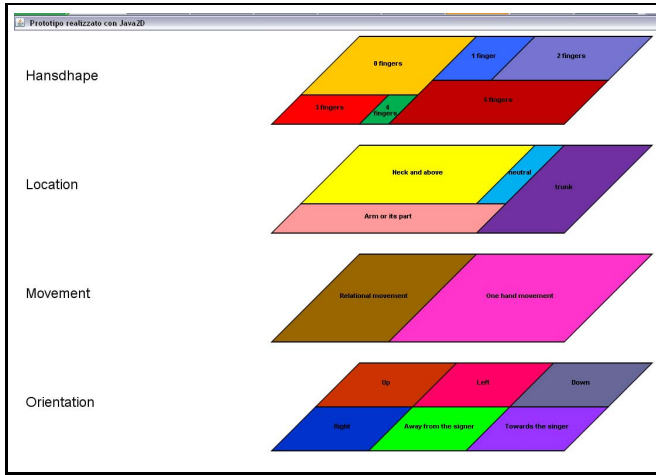 Prototipo realizzato con Java2D
Hansdhape
0 fingers
1 finger
2 fingers
3 fingers
4
fingers
5 fingers
Location
Neck and above
neutral
trunk
Arm or its part
Movement
Relational movement
One hand movement
Orientation
Up
Left
Down
Right
Away from the signer
Towards the singer